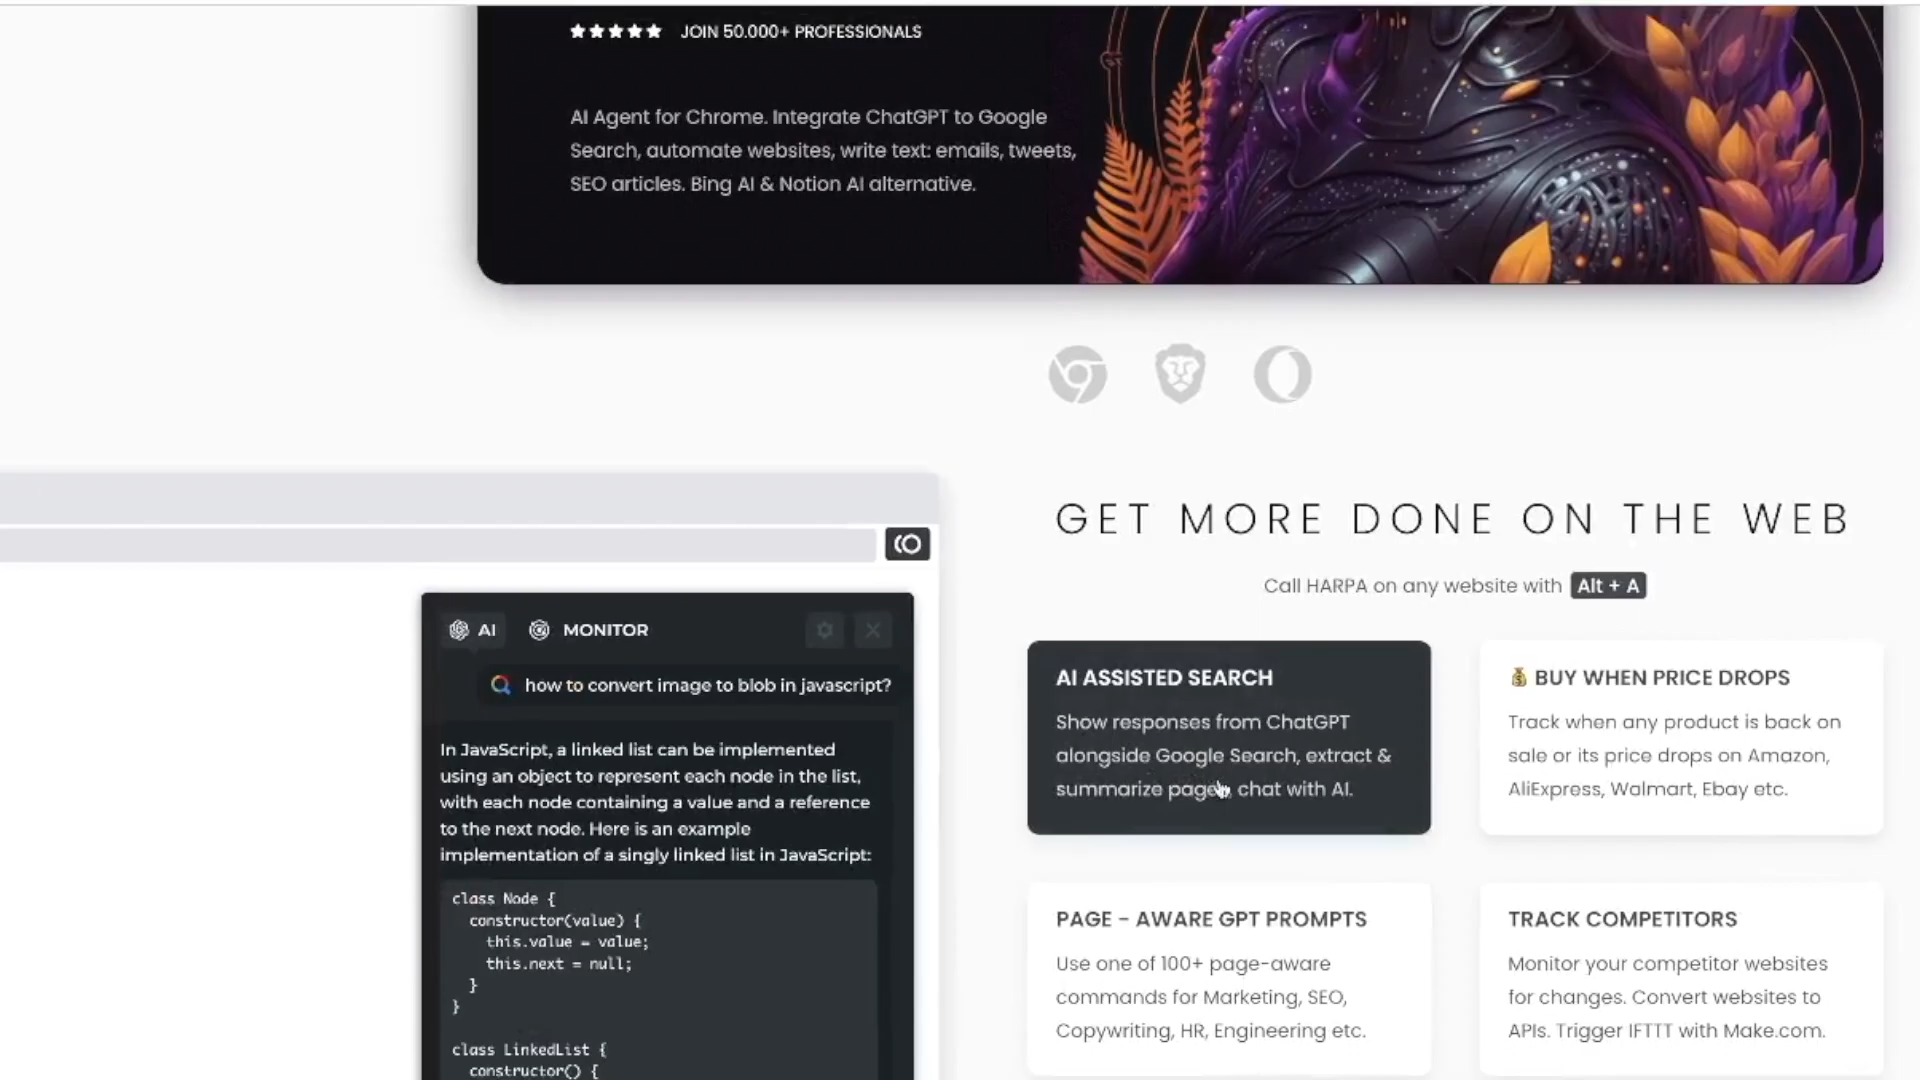 ★★★★★ JOIN 50.000+ PROFESSIONALS
AI Agent for Chrome. Integrate ChatGPT to Google
Search, automate websites, write text: emails, tweets,
SEO articles. Bing AI & Notion AI alternative.
GET MORE DONE ON THE WEB
Call HARPA on any website with Alt + A
AI MONITOR
how to convert image to blob in javascript?
In JavaScript, a linked list can be implemented
using an object to represent each node in the list,
with each node containing a value and a reference
to the next node. Here is an example
implementation of a singly linked list in JavaScript:
class Node {
constructor(value) {
this.value = value;
this.next = null;
}
}
class LinkedList {
constructor() {
AI ASSISTED SEARCH
Show responses from ChatGPT
alongside Google Search, extract &
summarize pages, chat with AI.
💰 BUY WHEN PRICE DROPS
Track when any product is back on
sale or its price drops on Amazon,
AliExpress, Walmart, Ebay etc.
PAGE - AWARE GPT PROMPTS
Use one of 100+ page-aware
commands for Marketing, SEO,
Copywriting, HR, Engineering etc.
TRACK COMPETITORS
Monitor your competitor websites
for changes. Convert websites to
APIs. Trigger IFTTT with Make.com.